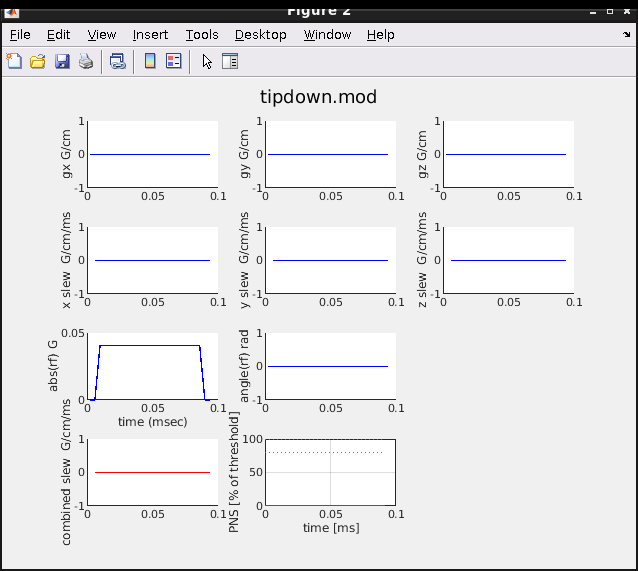 Figure 2
File Edit View Insert Tools Desktop Window Help
tipdown.mod
gx G/cm
1
0
-1
0 0.05 0.1
gy G/cm
1
0
-1
0 0.05 0.1
gz G/cm
1
0
-1
0 0.05 0.1
x slew G/cm/ms
1
0
-1
0 0.05 0.1
y slew G/cm/ms
1
0
-1
0 0.05 0.1
z slew G/cm/ms
1
0
-1
0 0.05 0.1
abs(rf) G
0.05
0
0 0.05 0.1
time (msec)
angle(rf) rad
1
0
-1
0 0.05 0.1
combined slew G/cm/ms
1
0
-1
0 0.05 0.1
PNS [% of threshold]
100
50
0
0 0.05 0.1
time [ms]